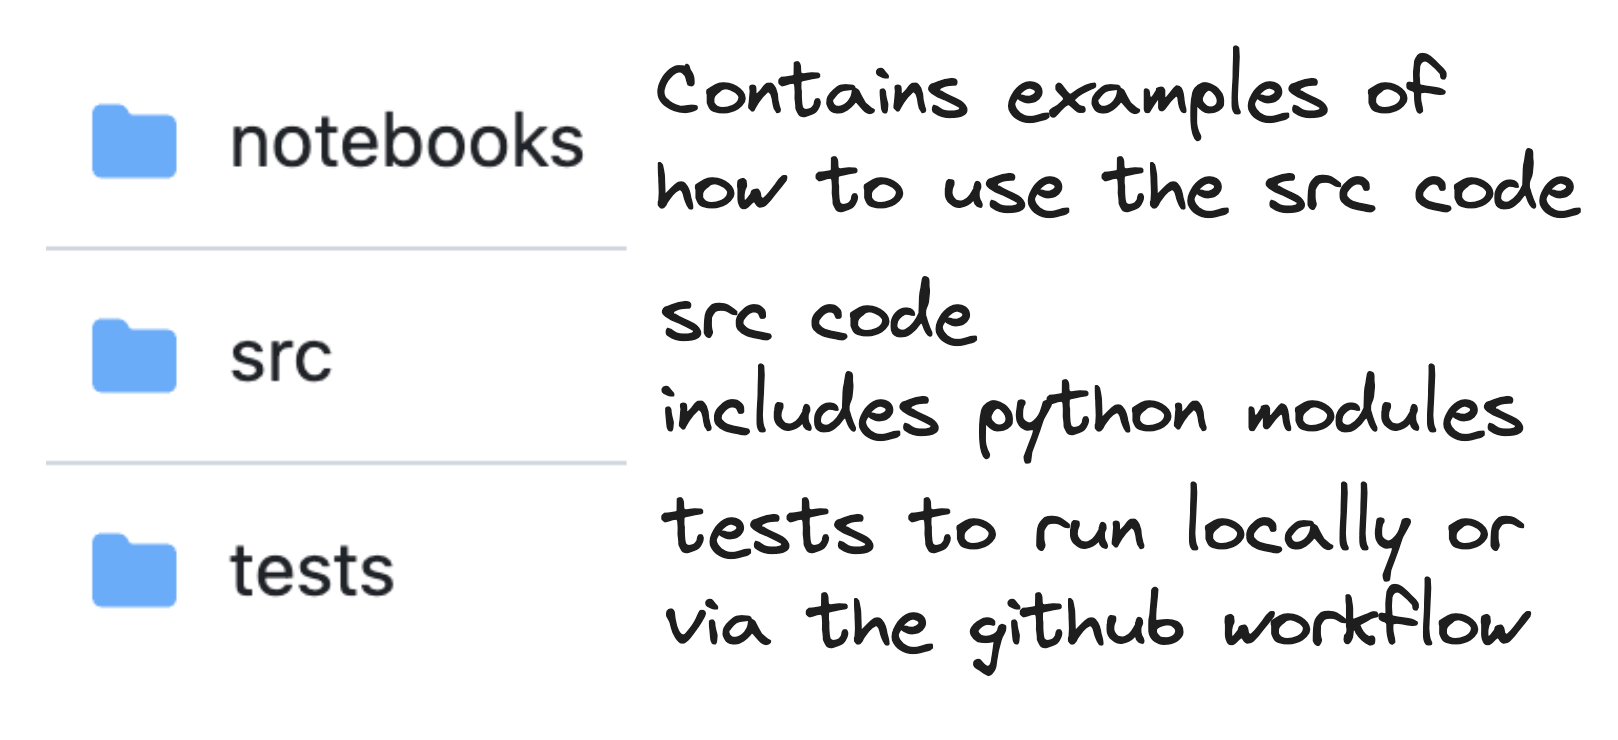 notebooks
Contains examples of
how to use the src code
src
src code
includes python modules
tests
tests to run locally or
via the github workflow